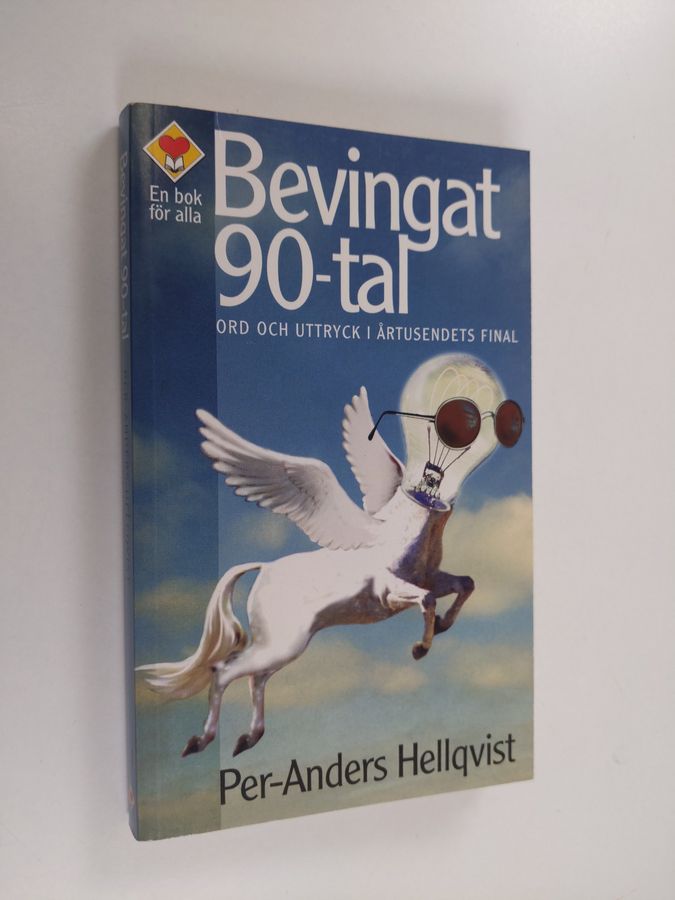 En bok
för alla
Bevingat
90-tal
ORD OCH UTTRYCK I ÅRTUSENDETS FINAL
Per-Anders Hellqvist
Bevingat 90-tal